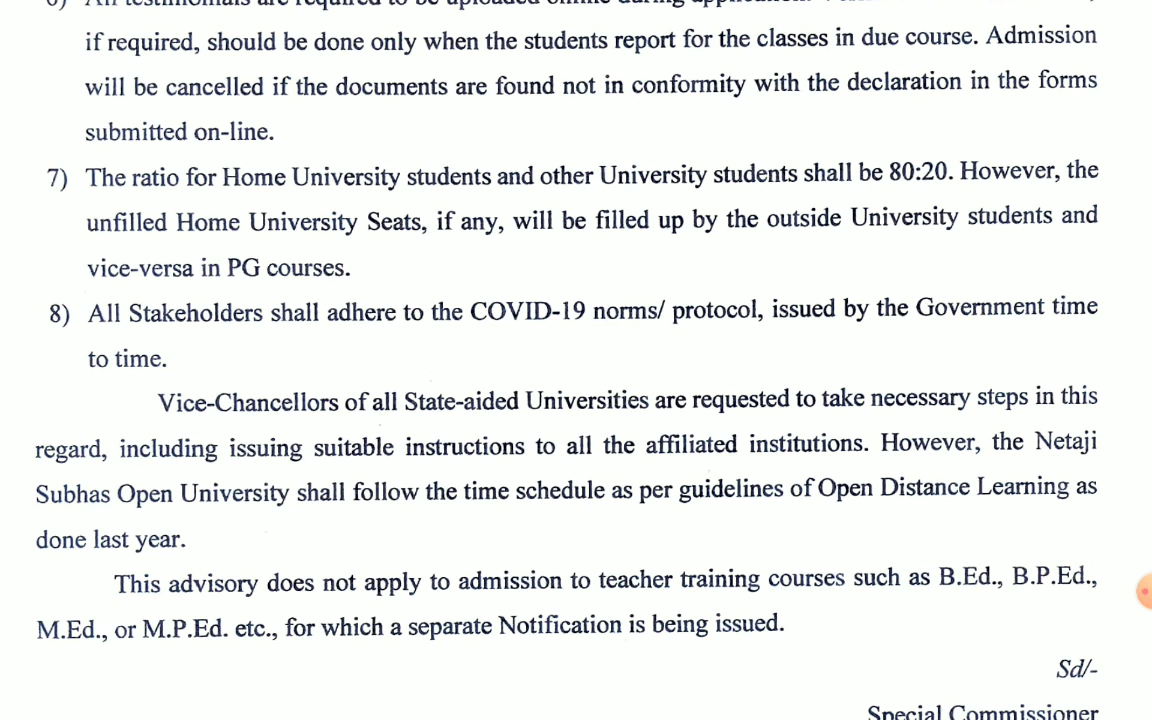 if required, should be done only when the students report for the classes in due course. Admission
will be cancelled if the documents are found not in conformity with the declaration in the forms
submitted on-line.
7) The ratio for Home University students and other University students shall be 80:20. However, the
unfilled Home University Seats, if any, will be filled up by the outside University students and
vice-versa in PG courses.
8) All Stakeholders shall adhere to the COVID-19 norms/ protocol, issued by the Government time
to time.
Vice-Chancellors of all State-aided Universities are requested to take necessary steps in this
regard, including issuing suitable instructions to all the affiliated institutions. However, the Netaji
Subhas Open University shall follow the time schedule as per guidelines of Open Distance Learning as
done last year.
This advisory does not apply to admission to teacher training courses such as B.Ed., B.P.Ed.,
M.Ed., or M.P.Ed. etc., for which a separate Notification is being issued.
Sd/-
Special Commissioner